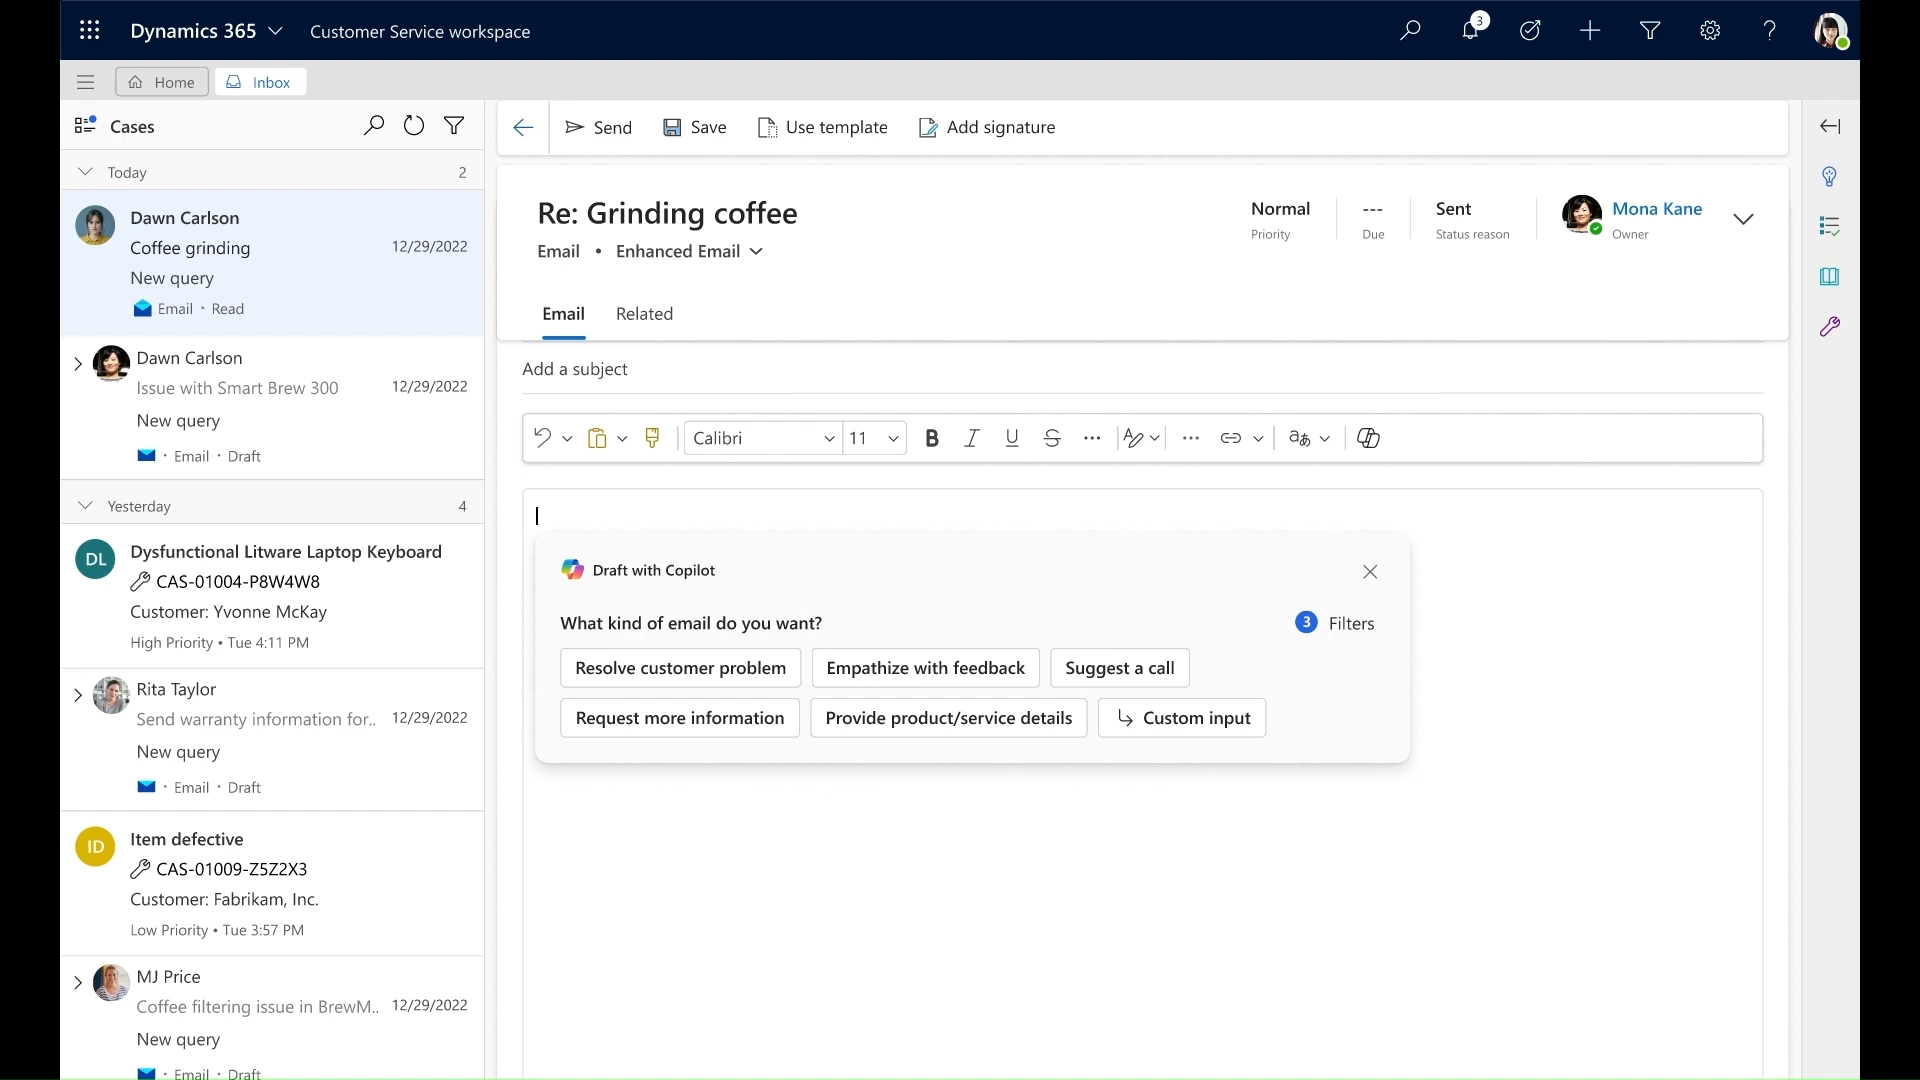 Dynamics 365 Customer Service workspace 3
Home Inbox
Cases
Today 2
Dawn Carlson
Coffee grinding 12/29/2022
New query
Email · Read
Dawn Carlson
Issue with Smart Brew 300 12/29/2022
New query
· Email · Draft
Yesterday 4
DL Dysfunctional Litware Laptop Keyboard
CAS-01004-P8W4W8
Customer: Yvonne McKay
High Priority • Tue 4:11 PM
Rita Taylor
Send warranty information for.. 12/29/2022
New query
· Email · Draft
ID Item defective
CAS-01009-Z5Z2X3
Customer: Fabrikam, Inc.
Low Priority • Tue 3:57 PM
MJ Price
Coffee filtering issue in BrewM.. 12/29/2022
New query
· Email · Draft
Send Save Use template Add signature
Re: Grinding coffee
Email • Enhanced Email
Normal --- Sent Mona Kane
Priority Due Status reason Owner
Email Related
Add a subject
Calibri 11 B I U S
Draft with Copilot
What kind of email do you want? 3 Filters
Resolve customer problem Empathize with feedback Suggest a call
Request more information Provide product/service details Custom input